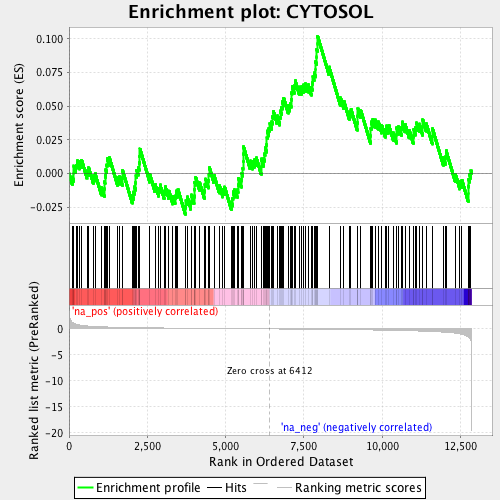 Enrichment plot: CYTOSOL
Enrichment score (ES)
0.100
0.075
0.050
0.025
0.000
-0.025
'na_pos' (positively correlated)
Ranked list metric (PreRanked)
0
-5
-10
-15
-20
Zero cross at 6412
'na_neg' (negatively correlated)
0
2,500
5,000
7,500
10,000
12,500
Rank in Ordered Dataset
Enrichment profile
Hits
Ranking metric scores